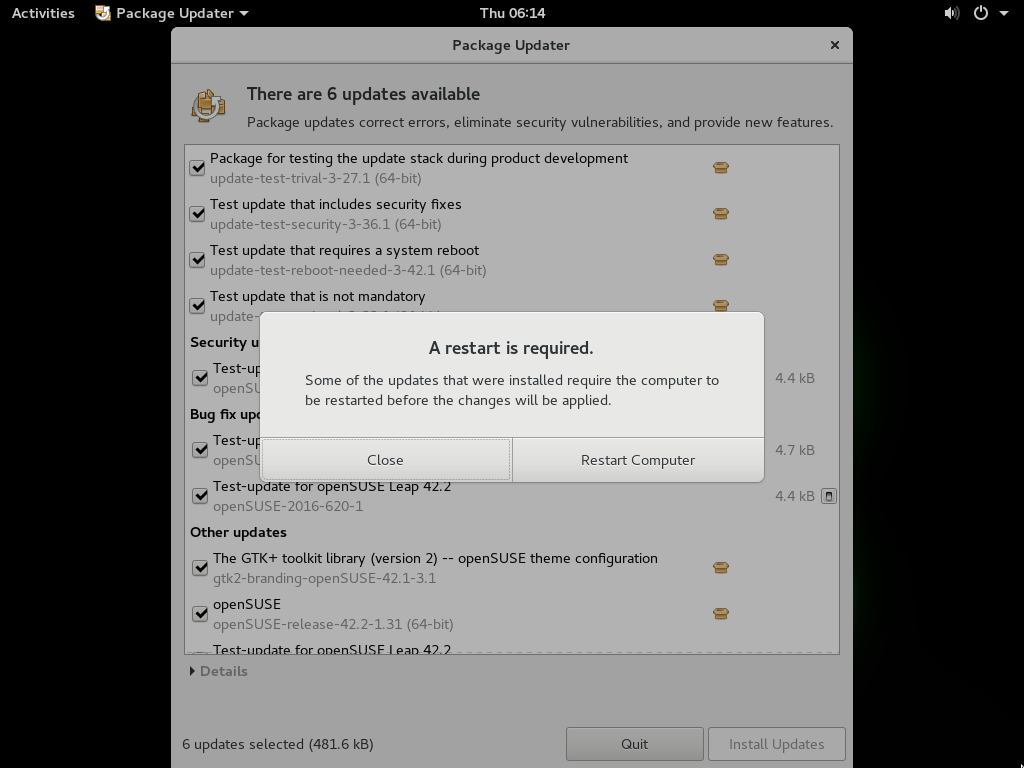 Activities Package Updater Thu 06:14
Package Updater
There are 6 updates available
Package updates correct errors, eliminate security vulnerabilities, and provide new features.
Package for testing the update stack during product development
update-test-trival-3-27.1 (64-bit)
Test update that includes security fixes
update-test-security-3-36.1 (64-bit)
Test update that requires a system reboot
update-test-reboot-needed-3-42.1 (64-bit)
Test update that is not mandatory
update-
Security u
Test-up
openSU
4.4 kB
Bug fix upd
Test-up
openSU
4.7 kB
A restart is required.
Some of the updates that were installed require the computer to
be restarted before the changes will be applied.
Close Restart Computer
Test-update for openSUSE Leap 42.2
openSUSE-2016-620-1
4.4 kB
Other updates
The GTK+ toolkit library (version 2) -- openSUSE theme configuration
gtk2-branding-openSUSE-42.1-3.1
openSUSE
openSUSE-release-42.2-1.31 (64-bit)
Test-update for openSUSE Leap 42.2
Details
6 updates selected (481.6 kB)
Quit Install Updates